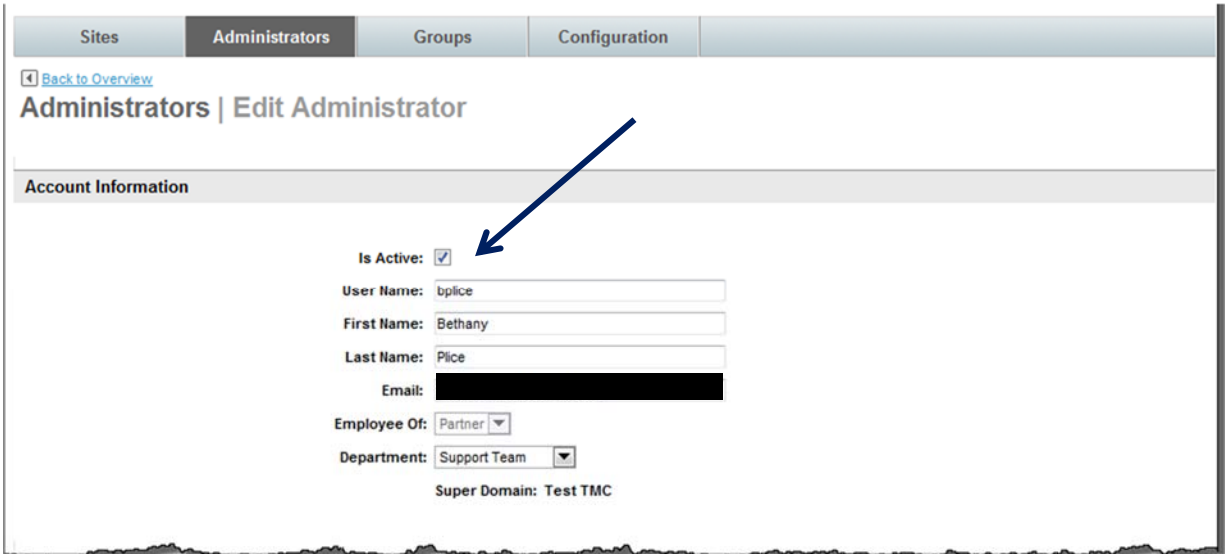 Sites Administrators Groups Configuration
Back to Overview
Administrators | Edit Administrator
Account Information
Is Active:
User Name: bplice
First Name: Bethany
Last Name: Plice
Email:
Employee Of: Partner
Department: Support Team
Super Domain: Test TMC